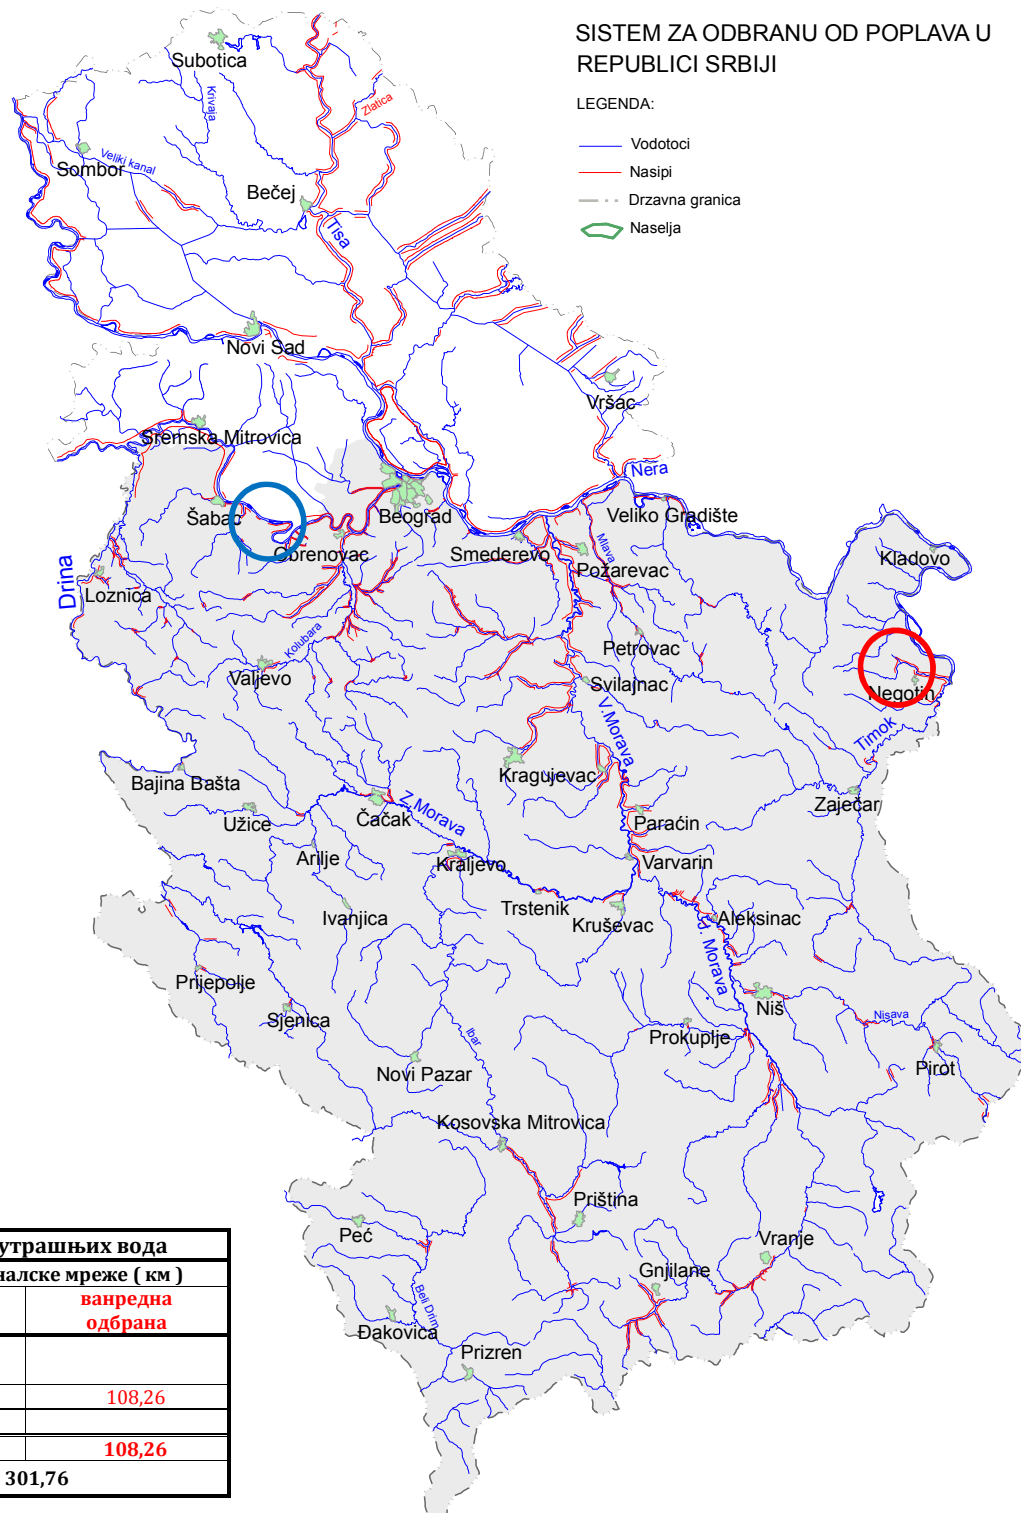 SISTEM ZA ODBRANU OD POPLAVA U
REPUBLICI SRBIJI
LEGENDA:
Vodotoci
Nasipi
Drzavna granica
Naselja
Subotica
Krivaja
Zlatica
Sombor
Veliki kanal
Bečej
Tisa
Novi Sad
Vršac
Sremska Mitrovica
Nera
Šabac
Beograd
Veliko Gradište
Obrenovac
Smederevo
Mlava
Požarevac
Kladovo
Drina
Loznica
Kolubara
Petrovac
Valjevo
Svilajnac
Negotin
V.Morava
Timok
Bajina Bašta
Kragujevac
Zaječar
Užice
Čačak
Z.Morava
Paraćin
Arilje
Kraljevo
Varvarin
Ivanjica
Trstenik
Kruševac
Aleksinac
J. Morava
Prijepolje
Sjenica
Niš
Nisava
Ibar
Prokuplje
Pirot
Novi Pazar
Kosovska Mitrovica
Priština
Peć
Vranje
Gnjilane
Beli Drim
Đakovica
Prizren
утрашњих вода
налске мреже ( км )
ванредна
одбрана
108,26
108,26
301,76